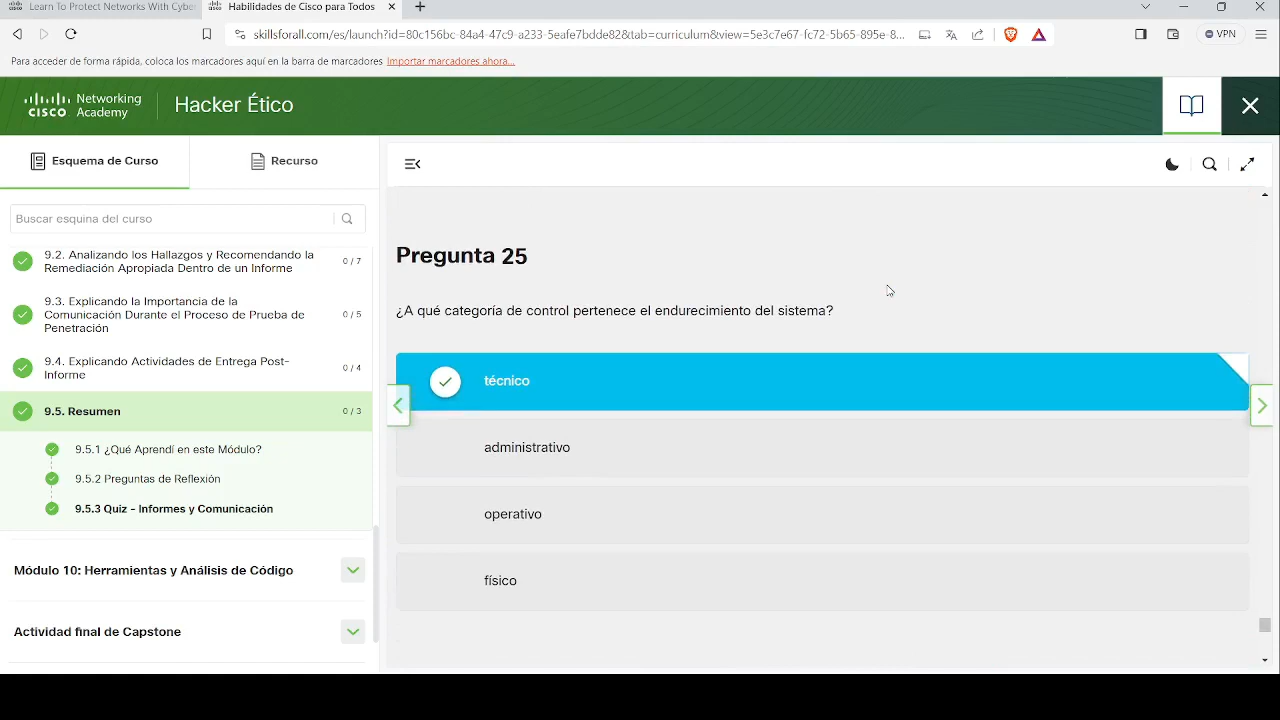 Learn To Protect Networks With Cyber
Habilidades de Cisco para Todos
skillsforall.com/es/launch?id=80c156bc-84a4-47c9-a233-5eafe7bdde82&tab=curriculum&view=5e3c7e67-fc72-5b65-895e-8...
VPN
Para acceder de forma rápida, coloca los marcadores aquí en la barra de marcadores Importar marcadores ahora...
cisco Networking Academy
Hacker Ético
Esquema de Curso
Recurso
Buscar esquina del curso
9.2. Analizando los Hallazgos y Recomendando la
Remediación Apropiada Dentro de un Informe
0 / 7
9.3. Explicando la Importancia de la
Comunicación Durante el Proceso de Prueba de
Penetración
0 / 5
9.4. Explicando Actividades de Entrega Post-
Informe
0 / 4
9.5. Resumen
0 / 3
9.5.1 ¿Qué Aprendí en este Módulo?
9.5.2 Preguntas de Reflexión
9.5.3 Quiz - Informes y Comunicación
Módulo 10: Herramientas y Análisis de Código
Actividad final de Capstone
Pregunta 25
¿A qué categoría de control pertenece el endurecimiento del sistema?
técnico
administrativo
operativo
físico